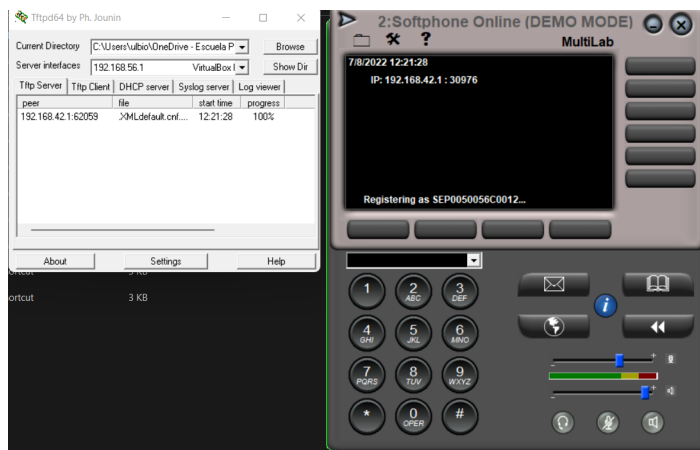 Tftpd64 by Ph. Jounin
Current Directory C:\Users\ulbio\OneDrive - Escuela P Browse
Server interfaces 192.168.56.1 VirtualBox I Show Dir
Tftp Server Tftp Client DHCP server Syslog server Log viewer
peer file start time progress
192.168.42.1:62059 .XMLdefault.cnf.... 12:21:28 100%
About Settings Help
ortcut 3 KB
ortcut 3 KB
2:Softphone Online (DEMO MODE)
?
MultiLab
7/8/2022 12:21:28
IP: 192.168.42.1 : 30976
Registering as SEP0050056C0012...
1 2 ABC 3 DEF
4 GHI 5 JKL 6 MNO
7 PQRS 8 TUV 9 WXYZ
* 0 OPER #
i
- +
- +